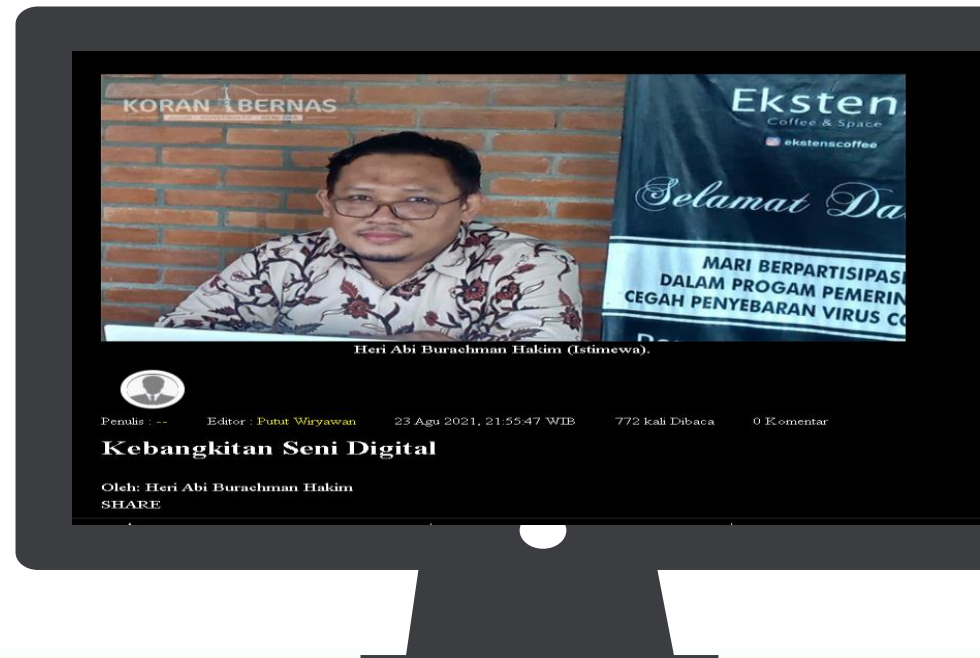 KORAN BERNAS
Eksten
Coffee & Space
ekstenscoffee
Selamat Da
MARI BERPARTISIPASI
DALAM PROGAM PEMERIN
CEGAH PENYEBARAN VIRUS CO
Heri Abi Burachman Hakim (Istimewa).
Penulis : -- Editor : Putut Wiryawan 23 Agu 2021, 21:55:47 WIB 772 kali Dibaca 0 Komentar
Kebangkitan Seni Digital
Oleh: Heri Abi Burachman Hakim
SHARE